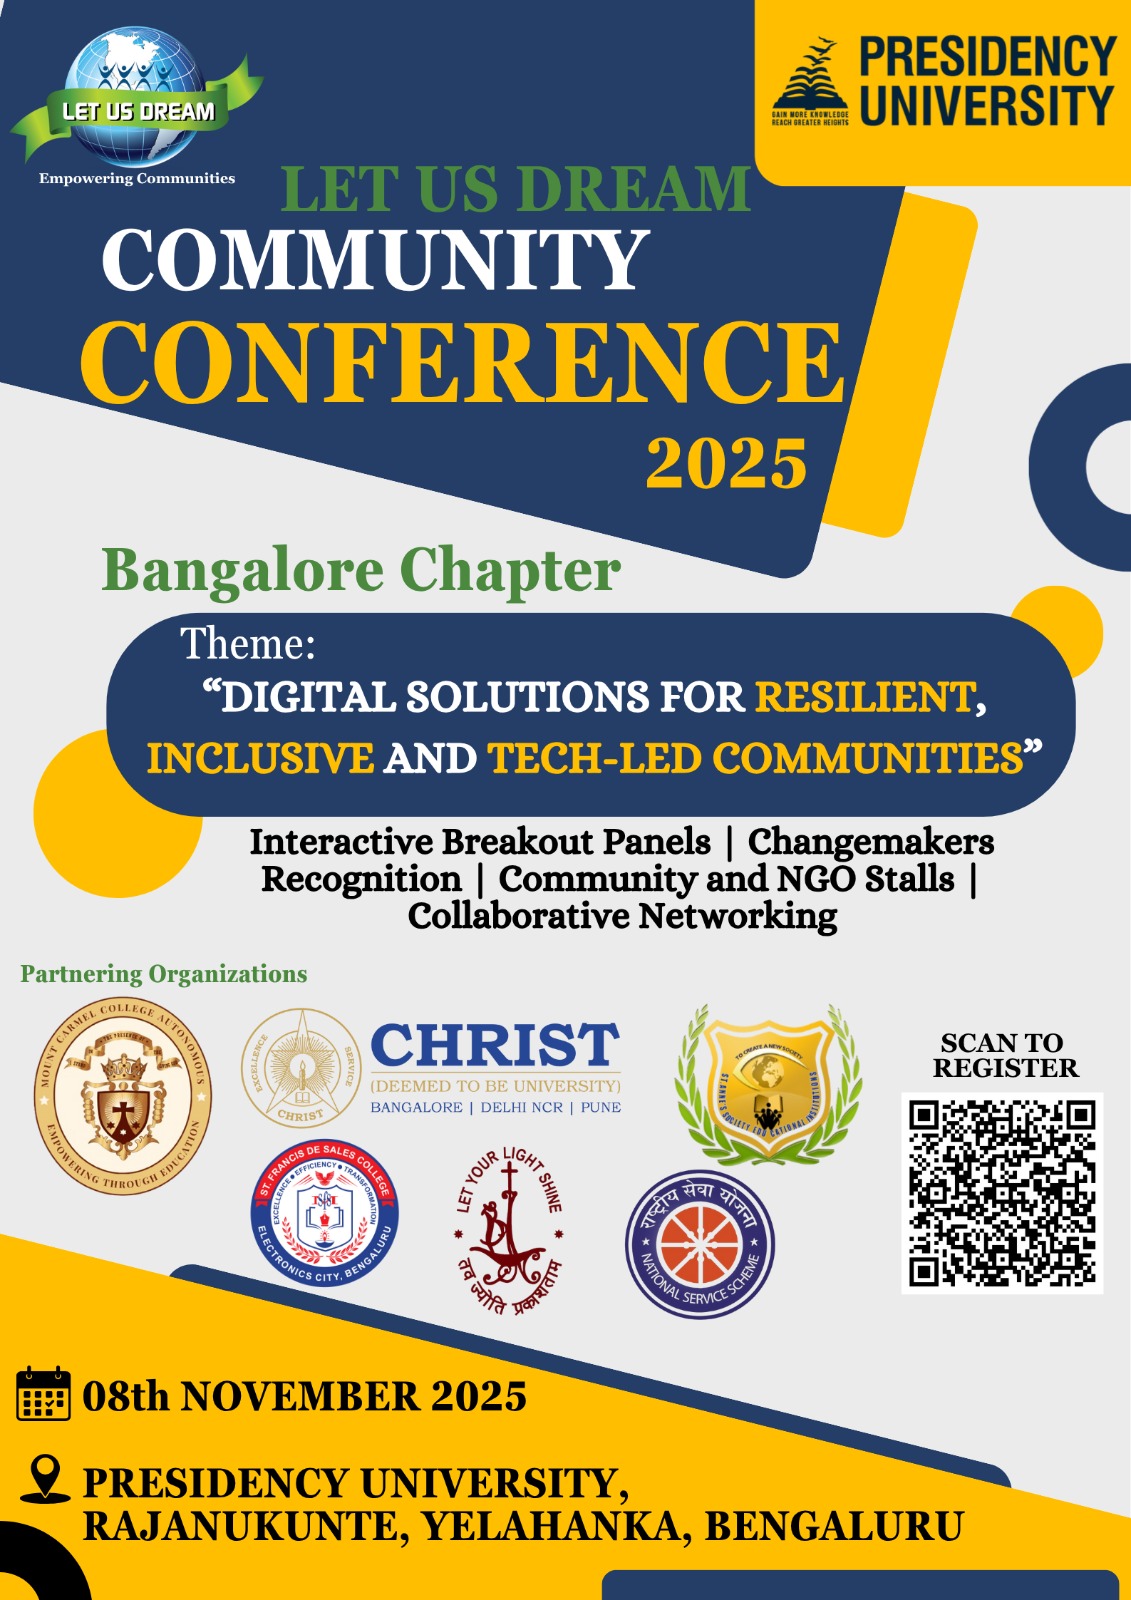 LET US DREAM
Empowering Communities
PRESIDENCY
UNIVERSITY
GAIN MORE KNOWLEDGE
REACH GREATER HEIGHTS
LET US DREAM
COMMUNITY
CONFERENCE
2025
Bangalore Chapter
Theme:
“DIGITAL SOLUTIONS FOR RESILIENT,
INCLUSIVE AND TECH-LED COMMUNITIES”
Interactive Breakout Panels | Changemakers
Recognition | Community and NGO Stalls |
Collaborative Networking
Partnering Organizations
MOUNT CARMEL COLLEGE AUTONOMOUS
EMPOWERING THROUGH EDUCATION
EXCELLENCE
SERVICE
CHRIST
CHRIST
(DEEMED TO BE UNIVERSITY)
BANGALORE | DELHI NCR | PUNE
TO CREATE A NEW SOCIETY
ST. ANNE'S SOCIETY EDUCATIONAL INSTITUTIONS
SCAN TO
REGISTER
ST. FRANCIS DE SALES COLLEGE
EXCELLENCE • EFFICIENCY • TRANSFORMATION
ELECTRONICS CITY, BENGALURU
LET YOUR LIGHT SHINE
तव ज्योति प्रकाशताम
राष्ट्रीय सेवा योजना
NATIONAL SERVICE SCHEME
08th NOVEMBER 2025
PRESIDENCY UNIVERSITY,
RAJANUKUNTE, YELAHANKA, BENGALURU